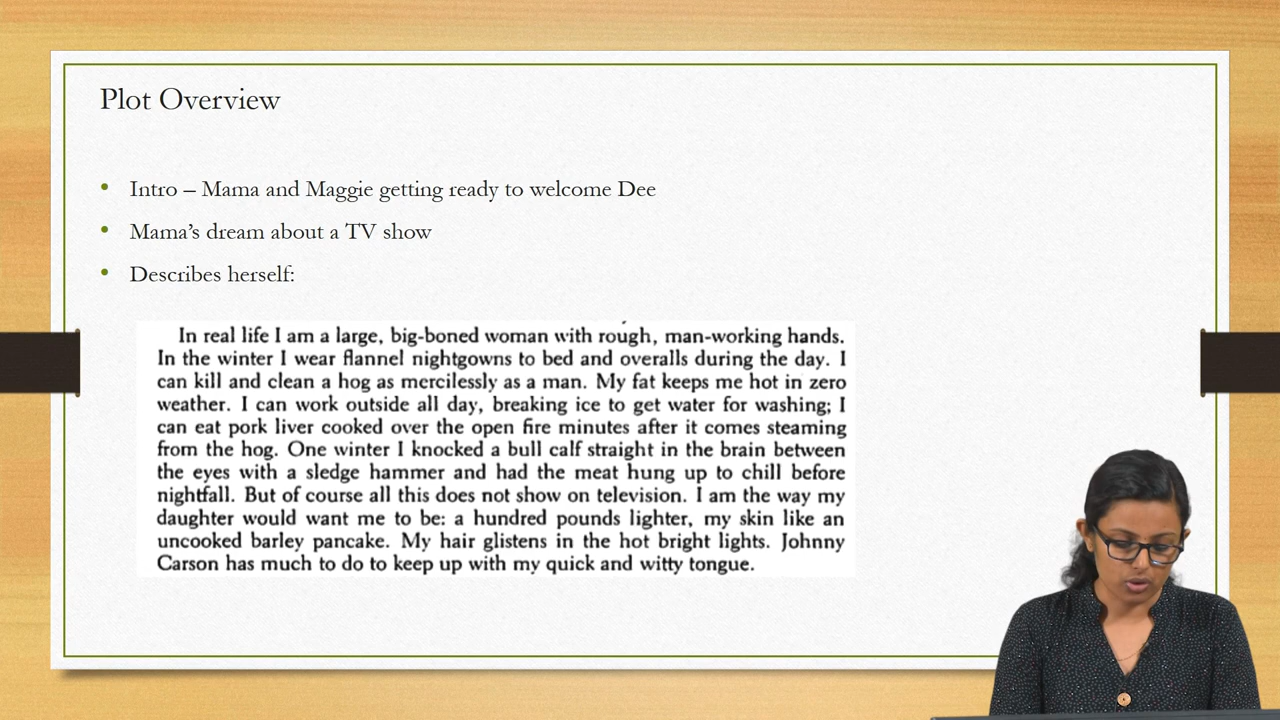 Plot Overview
• Intro – Mama and Maggie getting ready to welcome Dee
• Mama’s dream about a TV show
• Describes herself:
In real life I am a large, big-boned woman with rough, man-working hands.
In the winter I wear flannel nightgowns to bed and overalls during the day. I
can kill and clean a hog as mercilessly as a man. My fat keeps me hot in zero
weather. I can work outside all day, breaking ice to get water for washing; I
can eat pork liver cooked over the open fire minutes after it comes steaming
from the hog. One winter I knocked a bull calf straight in the brain between
the eyes with a sledge hammer and had the meat hung up to chill before
nightfall. But of course all this does not show on television. I am the way my
daughter would want me to be: a hundred pounds lighter, my skin like an
uncooked barley pancake. My hair glistens in the hot bright lights. Johnny
Carson has much to do to keep up with my quick and witty tongue.